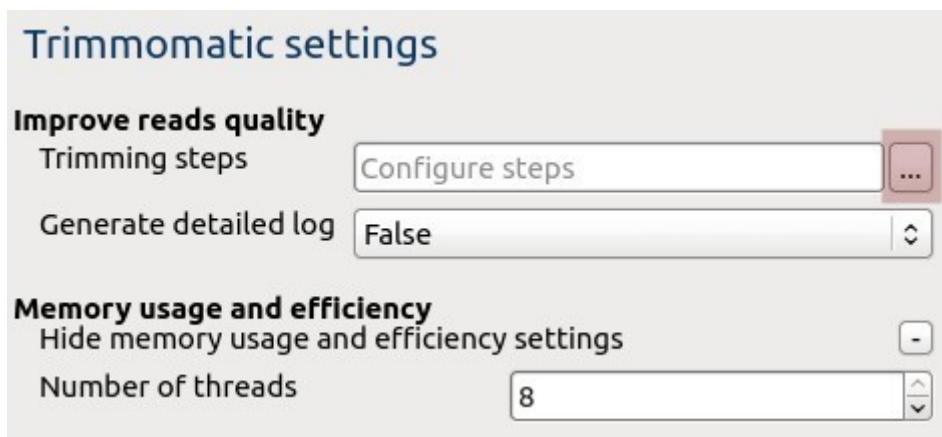 Trimmomatic settings
Improve reads quality
Trimming steps Configure steps ...
Generate detailed log False
Memory usage and efficiency
Hide memory usage and efficiency settings -
Number of threads 8